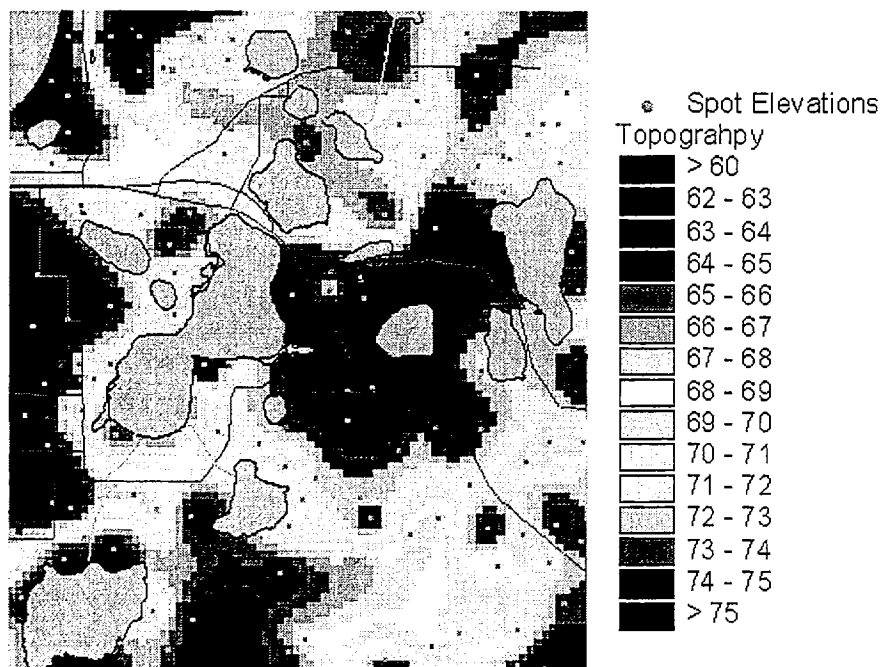 Spot Elevations
Topograhpy
> 60
62 - 63
63 - 64
64 - 65
65 - 66
66 - 67
67 - 68
68 - 69
69 - 70
70 - 71
71 - 72
72 - 73
73 - 74
74 - 75
> 75